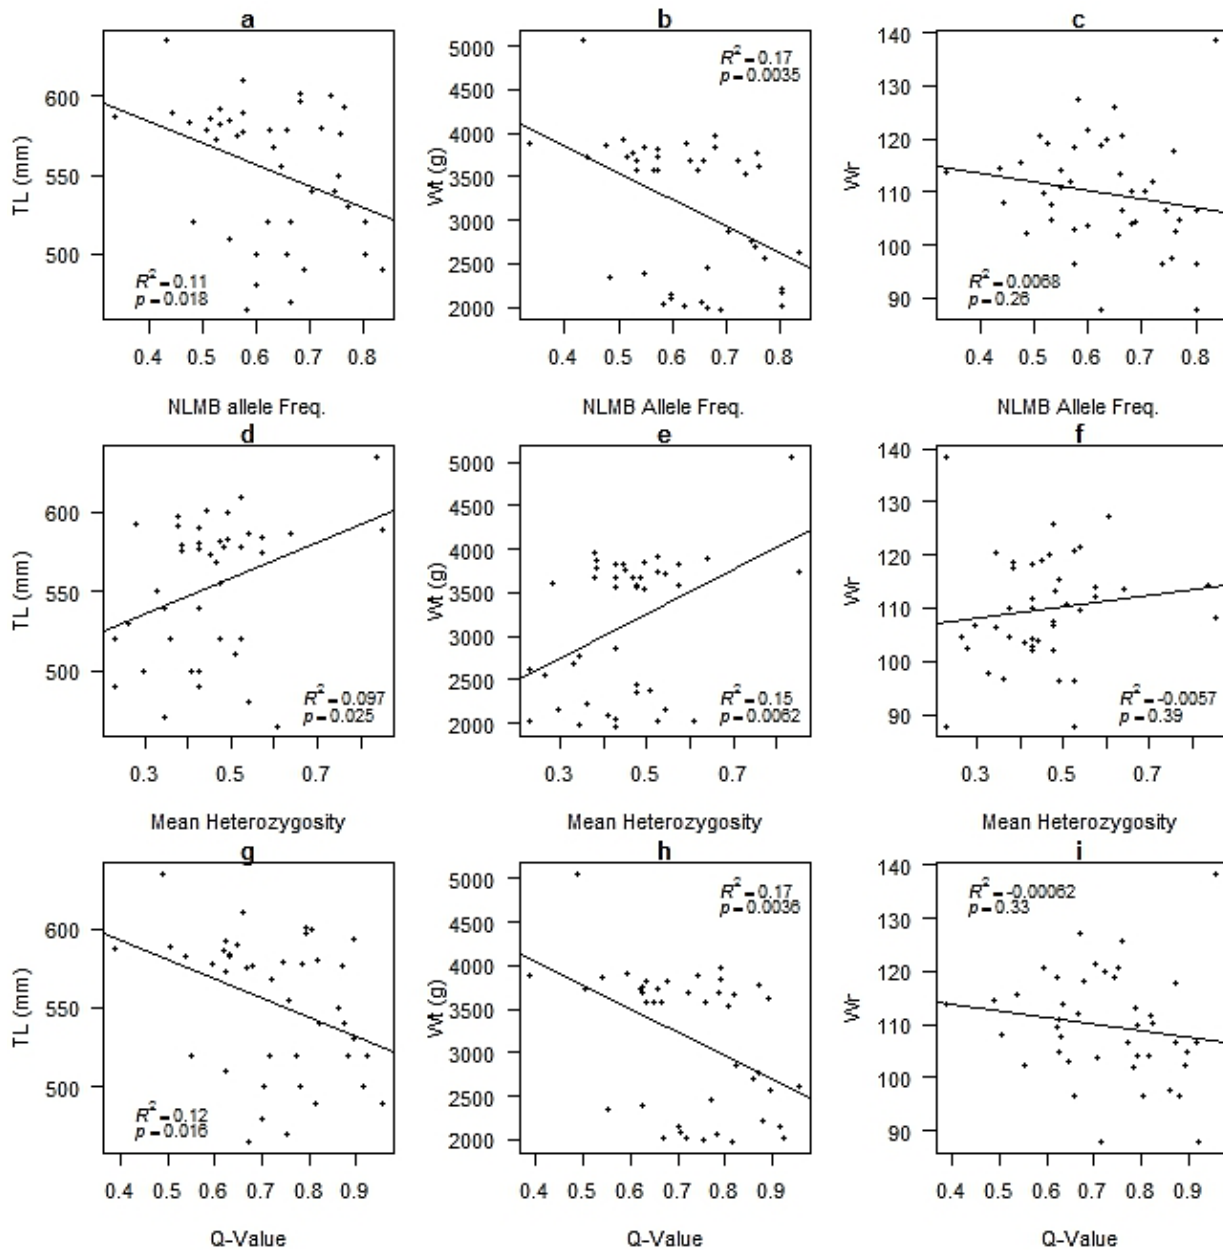 a
TL (mm)
600
550
500
R² = 0.11
p = 0.018
0.4 0.5 0.6 0.7 0.8
NLMB allele Freq.
b
Wt (g)
5000
4500
4000
3500
3000
2500
2000
R² = 0.17
p = 0.0035
0.4 0.5 0.6 0.7 0.8
NLMB Allele Freq.
c
Wr
140
130
120
110
100
90
R² = 0.0068
p = 0.26
0.4 0.5 0.6 0.7 0.8
NLMB Allele Freq.
d
TL (mm)
600
550
500
R² = 0.097
p = 0.025
0.3 0.5 0.7
Mean Heterozygosity
e
Wt (g)
5000
4500
4000
3500
3000
2500
2000
R² = 0.15
p = 0.0062
0.3 0.5 0.7
Mean Heterozygosity
f
Wr
140
130
120
110
100
90
R² = -0.0057
p = 0.39
0.3 0.5 0.7
Mean Heterozygosity
g
TL (mm)
600
550
500
R² = 0.12
p = 0.016
0.4 0.5 0.6 0.7 0.8 0.9
Q-Value
h
Wt (g)
5000
4500
4000
3500
3000
2500
2000
R² = 0.17
p = 0.0036
0.4 0.5 0.6 0.7 0.8 0.9
Q-Value
i
Wr
140
130
120
110
100
90
R² = -0.00062
p = 0.33
0.4 0.5 0.6 0.7 0.8 0.9
Q-Value